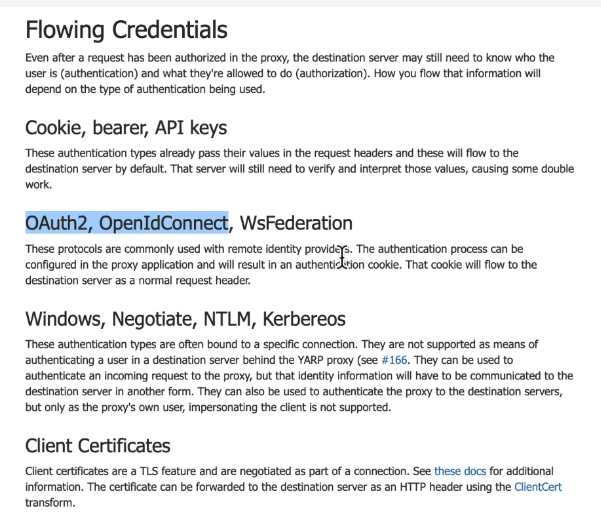 Flowing Credentials
Even after a request has been authorized in the proxy, the destination server may still need to know who the
user is (authentication) and what they're allowed to do (authorization). How you flow that information will
depend on the type of authentication being used.
Cookie, bearer, API keys
These authentication types already pass their values in the request headers and these will flow to the
destination server by default. That server will still need to verify and interpret those values, causing some double
work.
OAuth2, OpenIdConnect, WsFederation
These protocols are commonly used with remote identity providers. The authentication process can be
configured in the proxy application and will result in an authentication cookie. That cookie will flow to the
destination server as a normal request header.
Windows, Negotiate, NTLM, Kerbereos
These authentication types are often bound to a specific connection. They are not supported as means of
authenticating a user in a destination server behind the YARP proxy (see #166. They can be used to
authenticate an incoming request to the proxy, but that identity information will have to be communicated to the
destination server in another form. They can also be used to authenticate the proxy to the destination servers,
but only as the proxy's own user, impersonating the client is not supported.
Client Certificates
Client certificates are a TLS feature and are negotiated as part of a connection. See these docs for additional
information. The certificate can be forwarded to the destination server as an HTTP header using the ClientCert
transform.